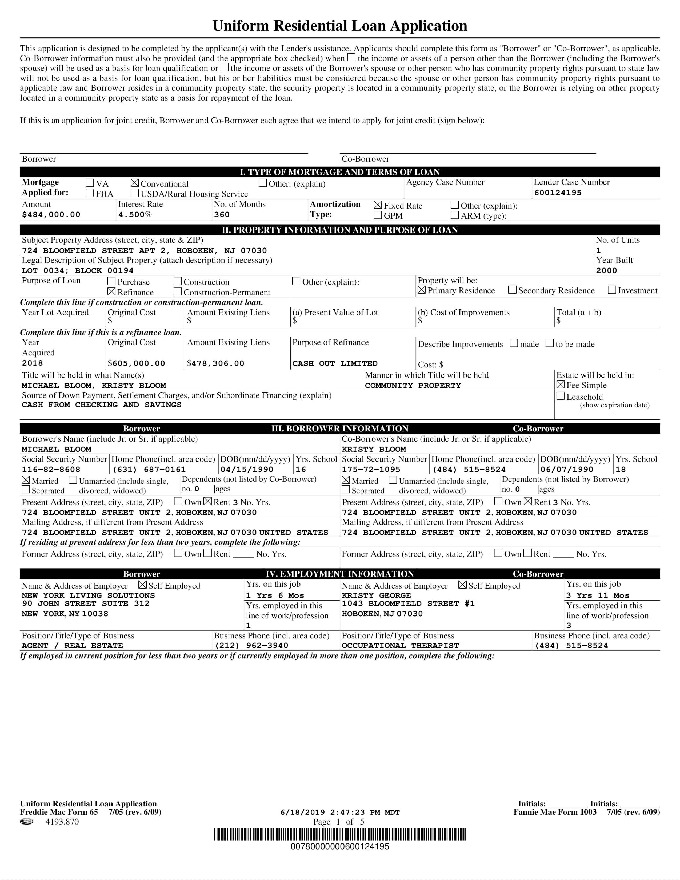 Uniform Residential Loan Application
This application is designed to be completed by the applicant(s) with the Lender's assistance. Applicants should complete this form as "Borrower" or "Co-Borrower", as applicable.
Co-Borrower information must also be provided (and the appropriate box checked) when the income or assets of a person other than the Borrower (including the Borrower's
spouse) will be used as a basis for loan qualification or the income or assets of the Borrower's spouse or other person who has community property rights pursuant to state law
will not be used as a basis for loan qualification, but his or her liabilities must be considered because the spouse or other person has community property rights pursuant to
applicable law and Borrower resides in a community property state, the security property is located in a community property state, or the Borrower is relying on other property
located in a community property state as a basis for repayment of the loan.
If this is an application for joint credit, Borrower and Co-Borrower each agree that we intend to apply for joint credit (sign below):
Borrower Co-Borrower
I. TYPE OF MORTGAGE AND TERMS OF LOAN
Mortgage VA Conventional Other: (explain) Agency Case Number Lender Case Number
Applied for: FHA USDA/Rural Housing Service 600124195
Amount Interest Rate No. of Months Amortization Fixed Rate Other (explain):
$484,000.00 4.500% 360 Type: GPM ARM (type):
II. PROPERTY INFORMATION AND PURPOSE OF LOAN
Subject Property Address (street, city, state & ZIP) No. of Units
724 BLOOMFIELD STREET APT 2, HOBOKEN, NJ 07030 1
Legal Description of Subject Property (attach description if necessary) Year Built
LOT 0034; BLOCK 00194 2000
Purpose of Loan Purchase Construction Other (explain): Property will be:
Refinance Construction-Permanent Primary Residence Secondary Residence Investment
Complete this line if construction or construction-permanent loan.
Year Lot Acquired Original Cost Amount Existing Liens (a) Present Value of Lot (b) Cost of Improvements Total (a + b)
$ $ $ $ $
Complete this line if this is a refinance loan.
Year Original Cost Amount Existing Liens Purpose of Refinance Describe Improvements made to be made
Acquired
2018 $605,000.00 $478,306.00 CASH OUT LIMITED Cost: $
Title will be held in what Name(s) Manner in which Title will be held Estate will be held in:
MICHAEL BLOOM, KRISTY BLOOM COMMUNITY PROPERTY Fee Simple
Source of Down Payment, Settlement Charges, and/or Subordinate Financing (explain) Leasehold
CASH FROM CHECKING AND SAVINGS (show expiration date)
Borrower III. BORROWER INFORMATION Co-Borrower
Borrower's Name (include Jr. or Sr. if applicable) Co-Borrower's Name (include Jr. or Sr. if applicable)
MICHAEL BLOOM KRISTY BLOOM
Social Security Number Home Phone(incl. area code) DOB(mm/dd/yyyy) Yrs. School Social Security Number Home Phone(incl. area code) DOB(mm/dd/yyyy) Yrs. School
116-82-8608 (631) 687-0161 04/15/1990 16 175-72-1095 (484) 515-8524 06/07/1990 18
Married Unmarried (include single, Dependents (not listed by Co-Borrower) Married Unmarried (include single, Dependents (not listed by Borrower)
Separated divorced, widowed) no. 0 ages Separated divorced, widowed) no. 0 ages
Present Address (street, city, state, ZIP) Own Rent 3 No. Yrs. Present Address (street, city, state, ZIP) Own Rent 3 No. Yrs.
724 BLOOMFIELD STREET UNIT 2, HOBOKEN, NJ 07030 724 BLOOMFIELD STREET UNIT 2, HOBOKEN, NJ 07030
Mailing Address, if different from Present Address Mailing Address, if different from Present Address
724 BLOOMFIELD STREET UNIT 2, HOBOKEN, NJ 07030 UNITED STATES 724 BLOOMFIELD STREET UNIT 2, HOBOKEN, NJ 07030 UNITED STATES
If residing at present address for less than two years, complete the following:
Former Address (street, city, state, ZIP) Own Rent No. Yrs. Former Address (street, city, state, ZIP) Own Rent No. Yrs.
Borrower IV. EMPLOYMENT INFORMATION Co-Borrower
Name & Address of Employer Self Employed Yrs. on this job Name & Address of Employer Self Employed Yrs. on this job
NEW YORK LIVING SOLUTIONS 1 Yrs 6 Mos KRISTY GEORGE 3 Yrs 11 Mos
90 JOHN STREET SUITE 312 Yrs. employed in this 1043 BLOOMFIELD STREET #1 Yrs. employed in this
NEW YORK, NY 10038 line of work/profession HOBOKEN, NJ 07030 line of work/profession
1 3
Position/Title/Type of Business Business Phone (incl. area code) Position/Title/Type of Business Business Phone (incl. area code)
AGENT / REAL ESTATE (212) 962-3940 OCCUPATIONAL THERAPIST (484) 515-8524
If employed in current position for less than two years or if currently employed in more than one position, complete the following:
Uniform Residential Loan Application Initials: Initials:
Freddie Mac Form 65 7/05 (rev. 6/09) 6/18/2019 2:47:23 PM MDT Fannie Mae Form 1003 7/05 (rev. 6/09)
4193.870 Page 1 of 5
0078000000600124195